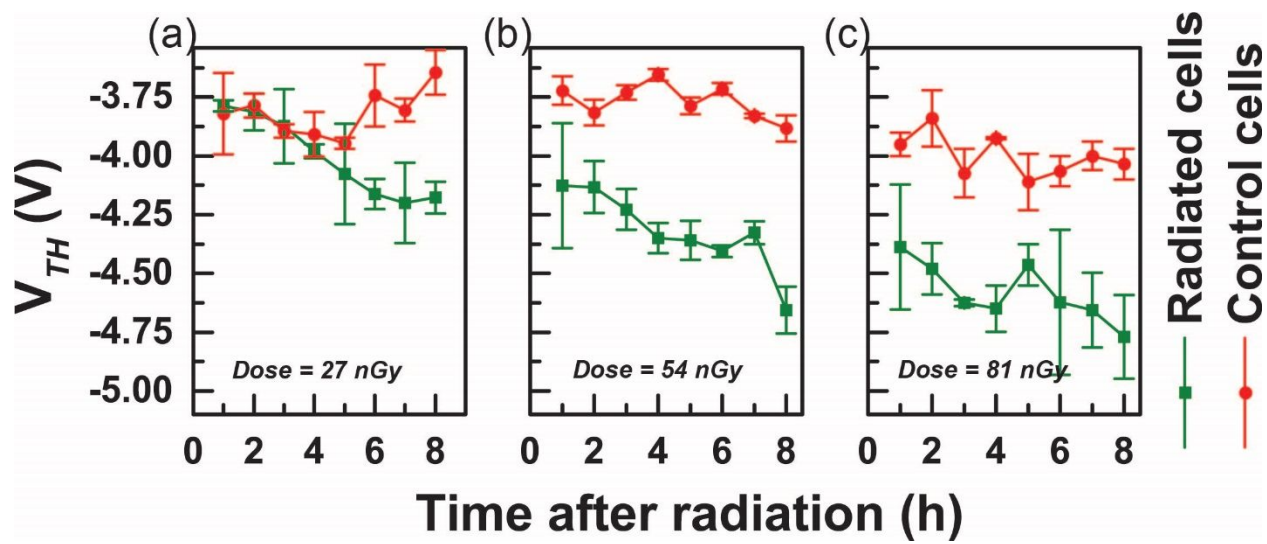 (a)
(b)
(c)
V_TH (V)
-3.75
-4.00
-4.25
-4.50
-4.75
-5.00
Dose = 27 nGy
Dose = 54 nGy
Dose = 81 nGy
0 2 4 6 8 0 2 4 6 8 0 2 4 6 8
Time after radiation (h)
Radiated cells
Control cells